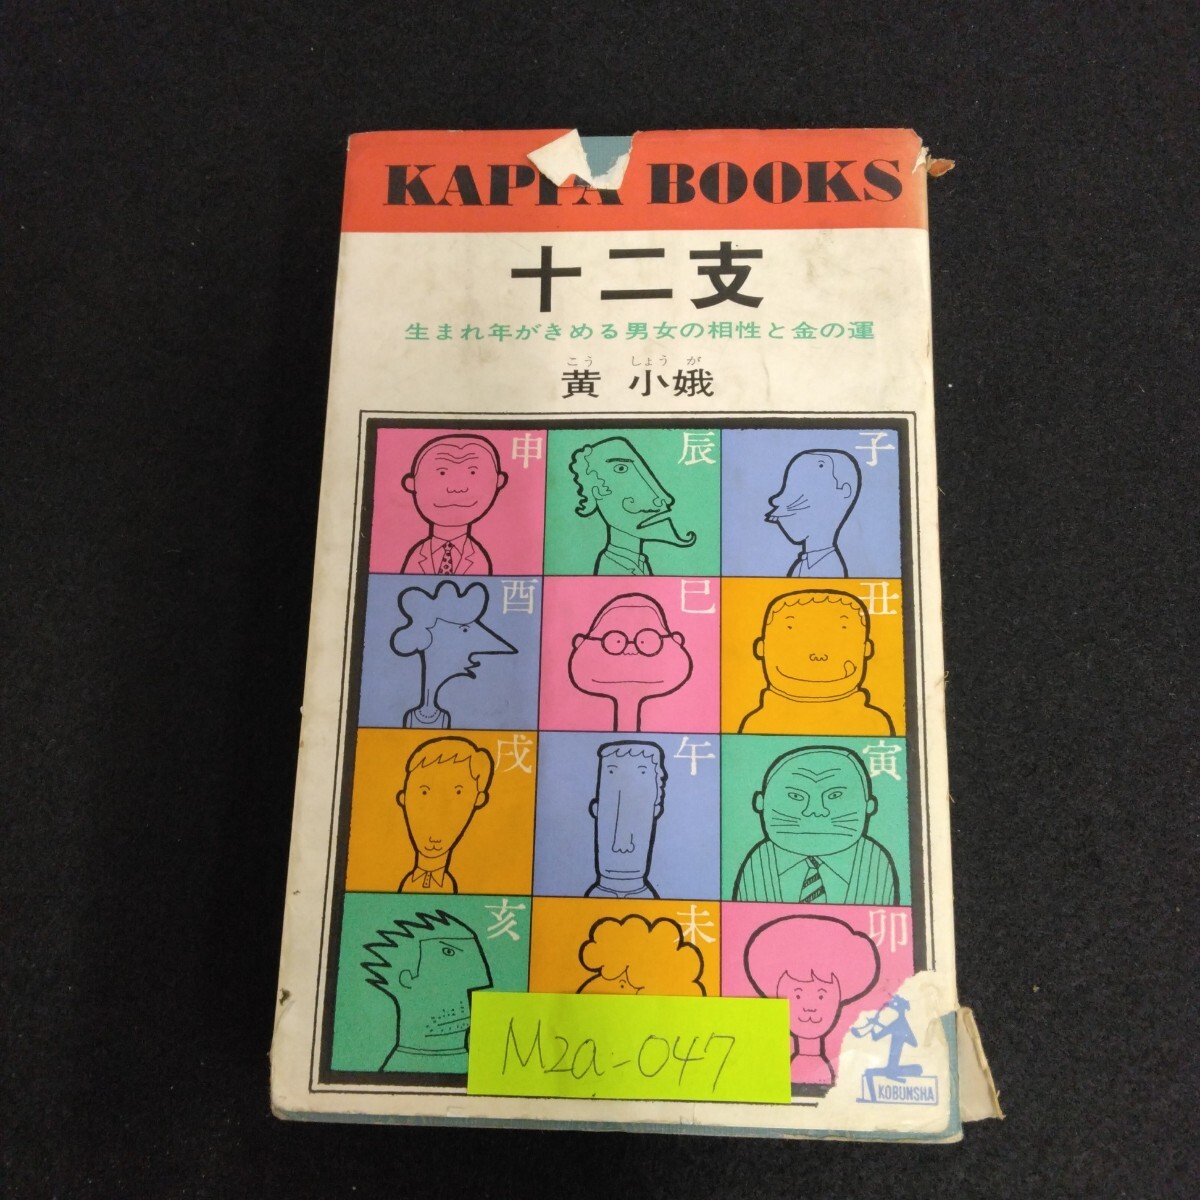 KAPPA BOOKS
十二支
生まれ年がきめる男女の相性と金の運
こう しょう が
黄 小娥
申 辰 子
酉 巳 丑
戌 午 寅
亥 未 卯
M2a-047
KOBUNSHA